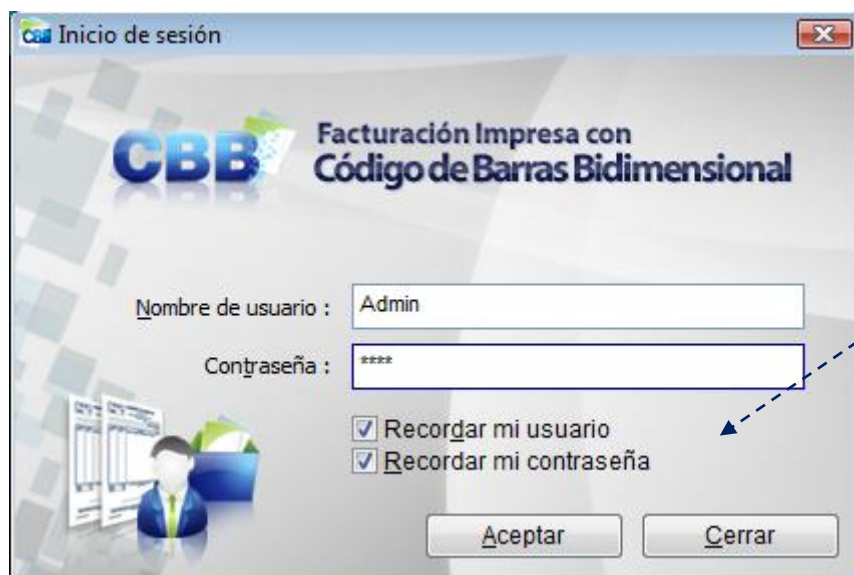 CBB Inicio de sesión
CBB
Facturación Impresa con
Código de Barras Bidimensional
Nombre de usuario : Admin
Contraseña : ****
Recordar mi usuario
Recordar mi contraseña
Aceptar Cerrar